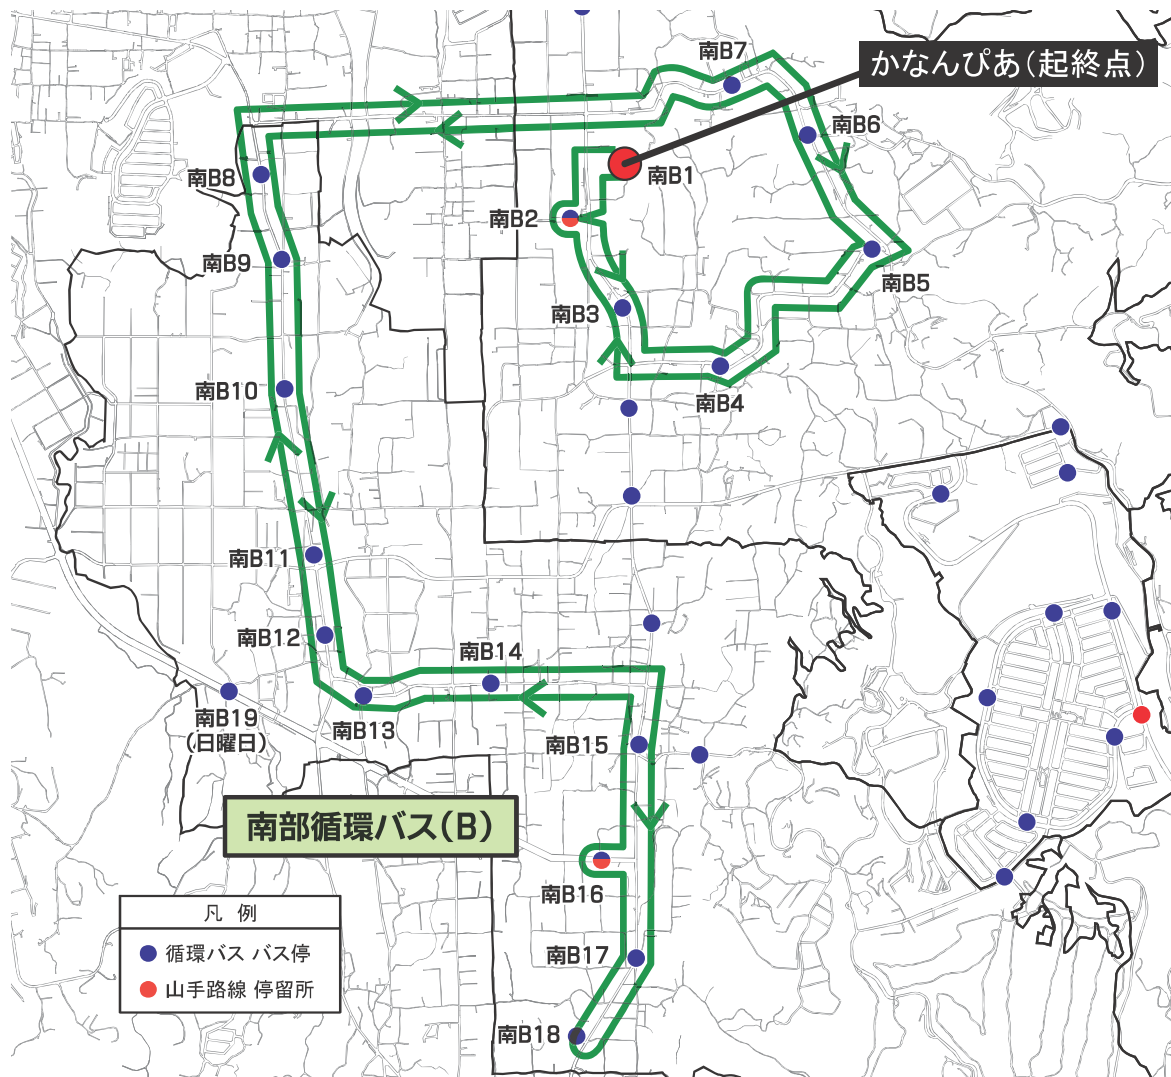 かなんぴあ（起終点）
南B7
南B6
南B8
南B1
南B2
南B9
南B5
南B3
南B10
南B4
南B11
南B12
南B14
南B19
（日曜日）
南B13
南B15
南部循環バス（B）
南B16
凡 例
循環バス バス停
南B17
山手路線 停留所
南B18